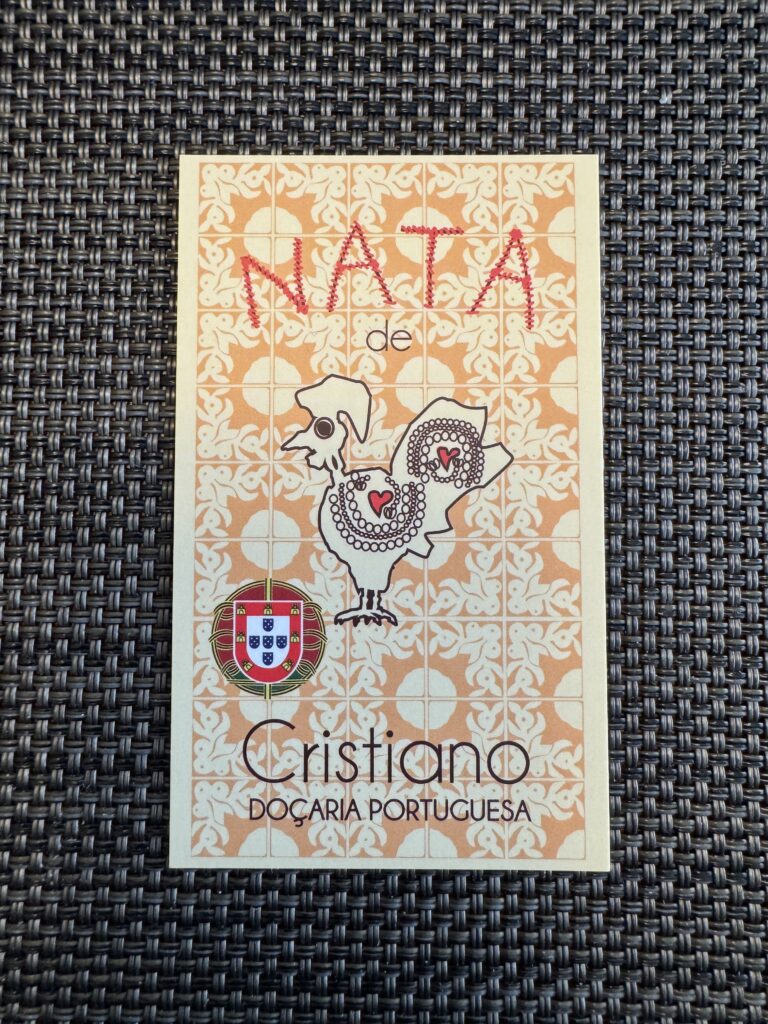 NATA
de
Cristiano
DOÇARIA PORTUGUESA